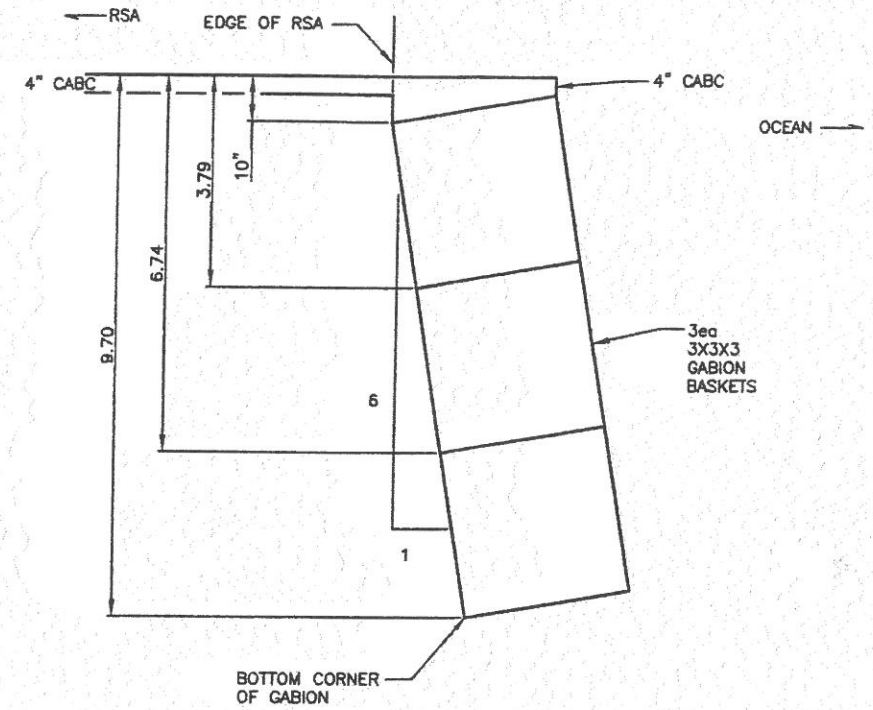 RSA
EDGE OF RSA
4" CABC
4" CABC
OCEAN
10"
3.79
6.74
9.70
3ea
3X3X3
GABION
BASKETS
6
1
BOTTOM CORNER
OF GABION